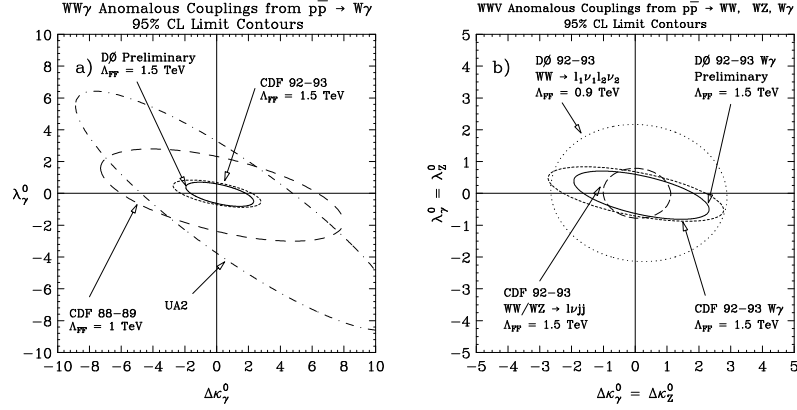 WWγ Anomalous Couplings from pp̅ → Wγ
95% CL Limit Contours
a)
DØ Preliminary
Λ_FF = 1.5 TeV
CDF 92−93
Λ_FF = 1.5 TeV
CDF 88−89
Λ_FF = 1 TeV
UA2
λ⁰_γ
10
8
6
4
2
0
−2
−4
−6
−8
−10
−10 −8 −6 −4 −2 0 2 4 6 8 10
Δκ⁰_γ
WWV Anomalous Couplings from pp̅ → WW, WZ, Wγ
95% CL Limit Contours
b)
DØ 92−93
WW → l₁ν₁l₂ν₂
Λ_FF = 0.9 TeV
DØ 92−93 Wγ
Preliminary
Λ_FF = 1.5 TeV
CDF 92−93
WW/WZ → lνjj
Λ_FF = 1.5 TeV
CDF 92−93 Wγ
Λ_FF = 1.5 TeV
λ⁰_γ = λ⁰_Z
5
4
3
2
1
0
−1
−2
−3
−4
−5
−5 −4 −3 −2 −1 0 1 2 3 4 5
Δκ⁰_γ = Δκ⁰_Z